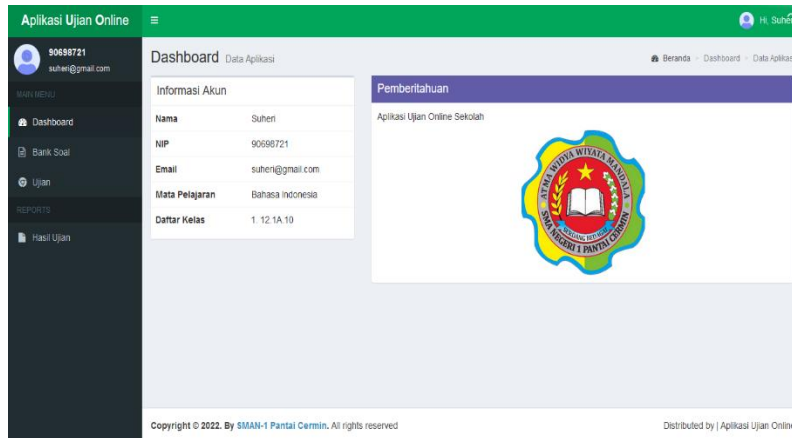 Aplikasi Ujian Online
Hi, Suheri
90698721
suheri@gmail.com
MAIN MENU
Dashboard
Bank Soal
Ujian
REPORTS
Hasil Ujian
Dashboard Data Aplikasi
Beranda Dashboard Data Aplikasi
Informasi Akun
Nama Suheri
NIP 90698721
Email suheri@gmail.com
Mata Pelajaran Bahasa Indonesia
Daftar Kelas 1. 12.1A.10
Pemberitahuan
Aplikasi Ujian Online Sekolah
ATMA WIDYA WIYATA MANDALA
SMA NEGERI 1 PANTAI CERMIN
Copyright © 2022. By SMAN-1 Pantai Cermin. All rights reserved
Distributed by | Aplikasi Ujian Online